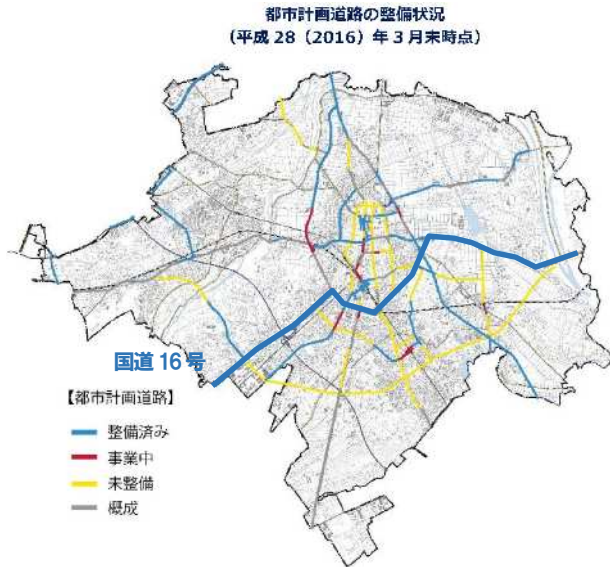 都市計画道路の整備状況
（平成 28（2016）年 3 月末時点）
国道 16 号
【都市計画道路】
整備済み
事業中
未整備
概成